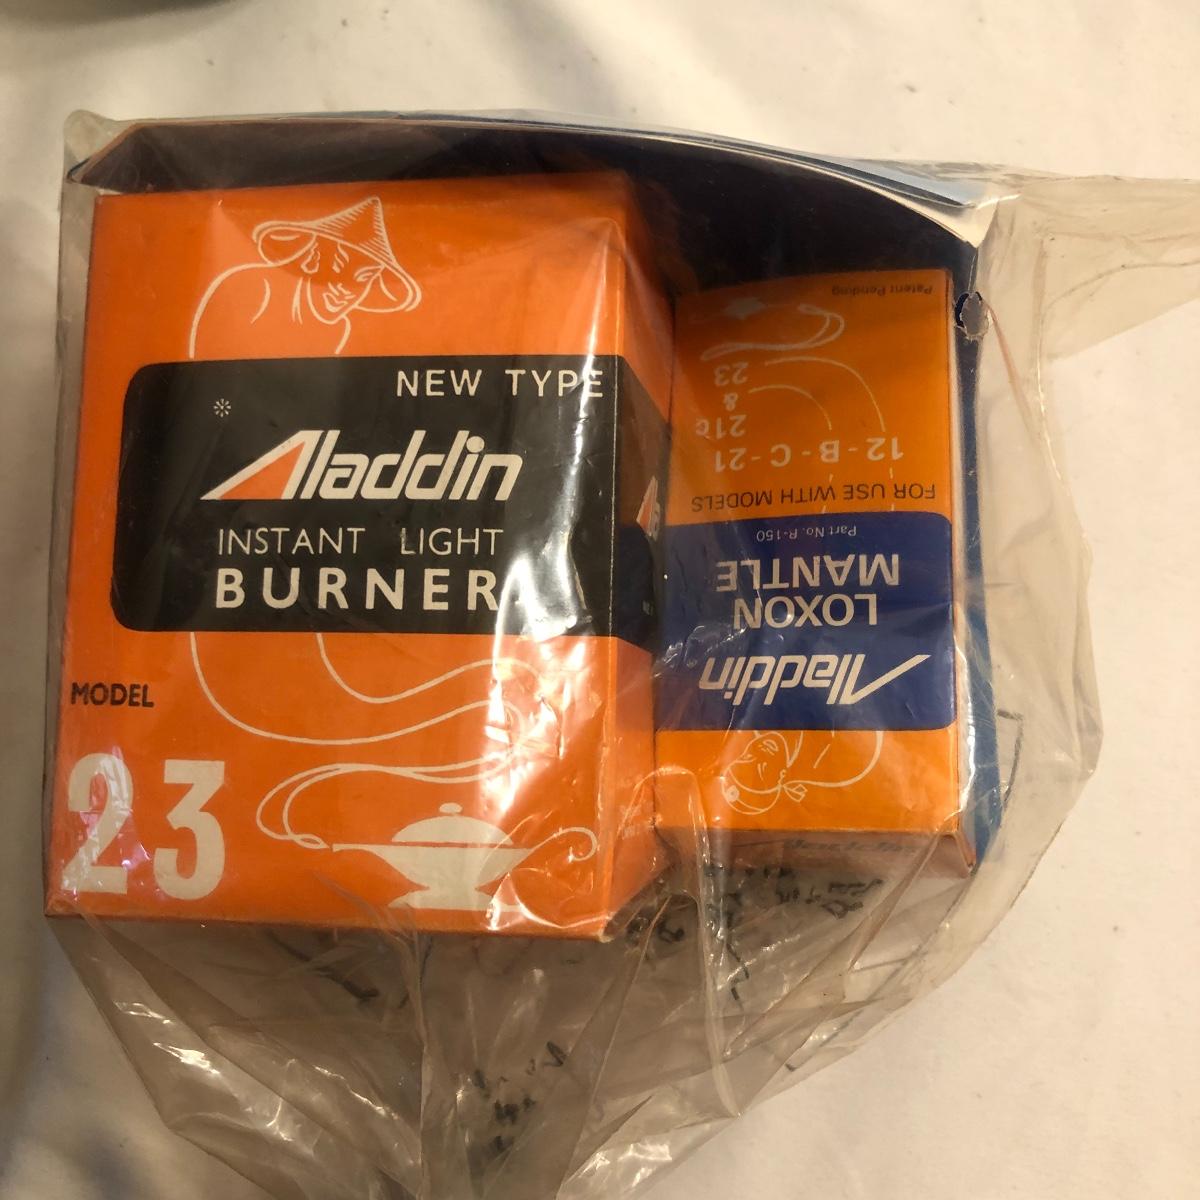 NEW TYPE
Aladdin
INSTANT LIGHT
BURNER
MODEL
23
Aladdin
LOXON
MANTLE
Part No. R-150
FOR USE WITH MODELS
12-B-C-21
21c
&
23
Patent Pending
Aladdin